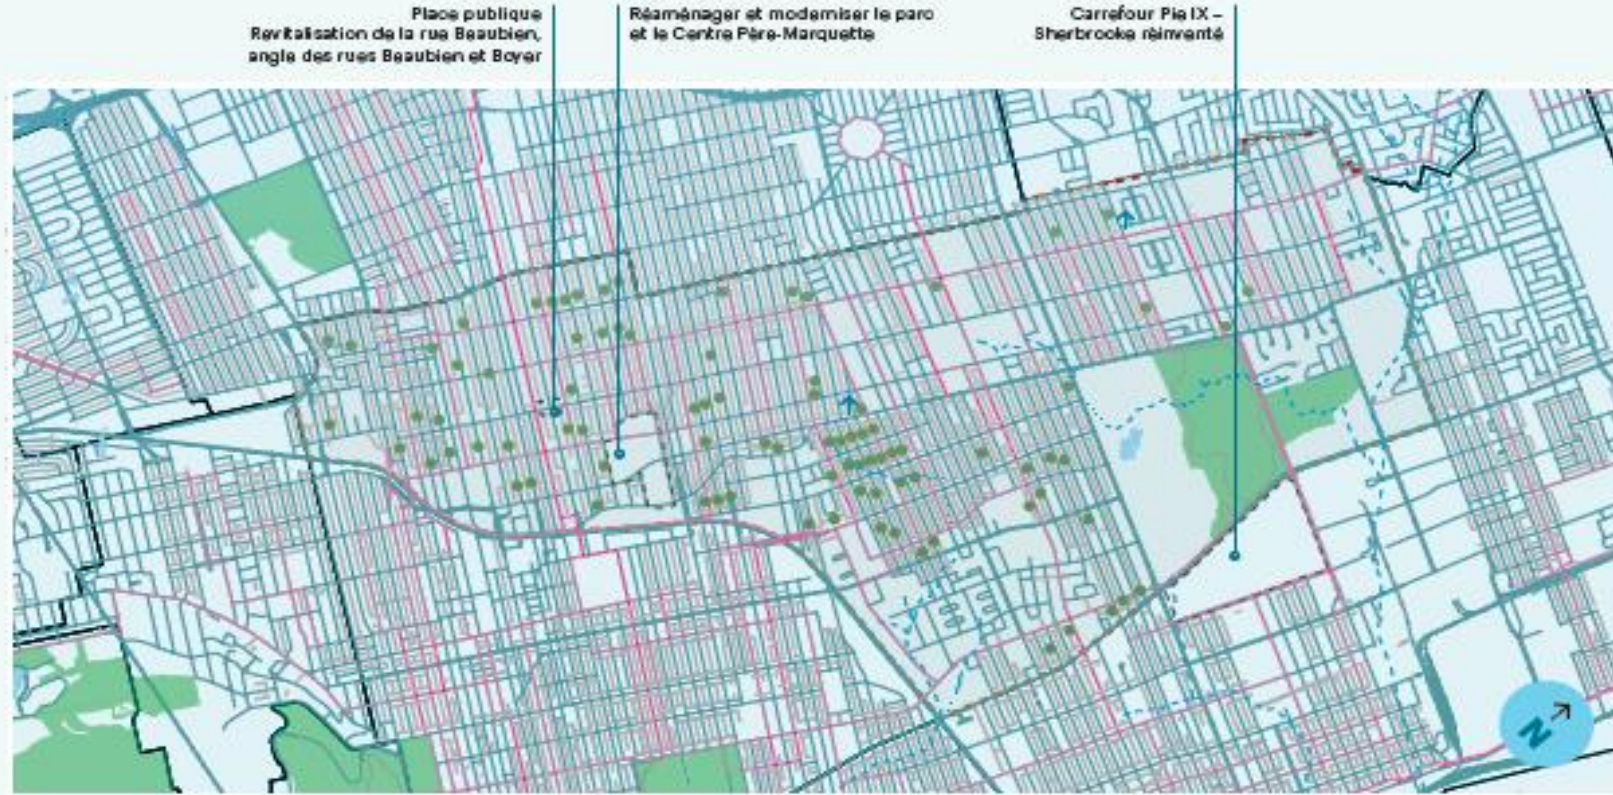 Place publique
Revitalisation de la rue Beaubien,
angle des rues Beaubien et Boyer
Réaménager et moderniser le parc
et le Centre Père-Marquette
Carrefour Pie IX –
Sherbrooke réinventé
N